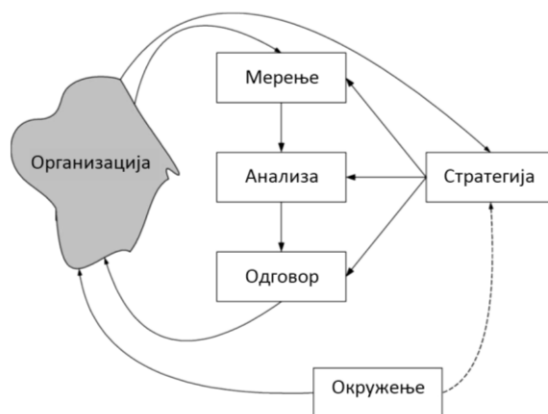 Мерење
Организација
Анализа
Стратегија
Одговор
Окружење